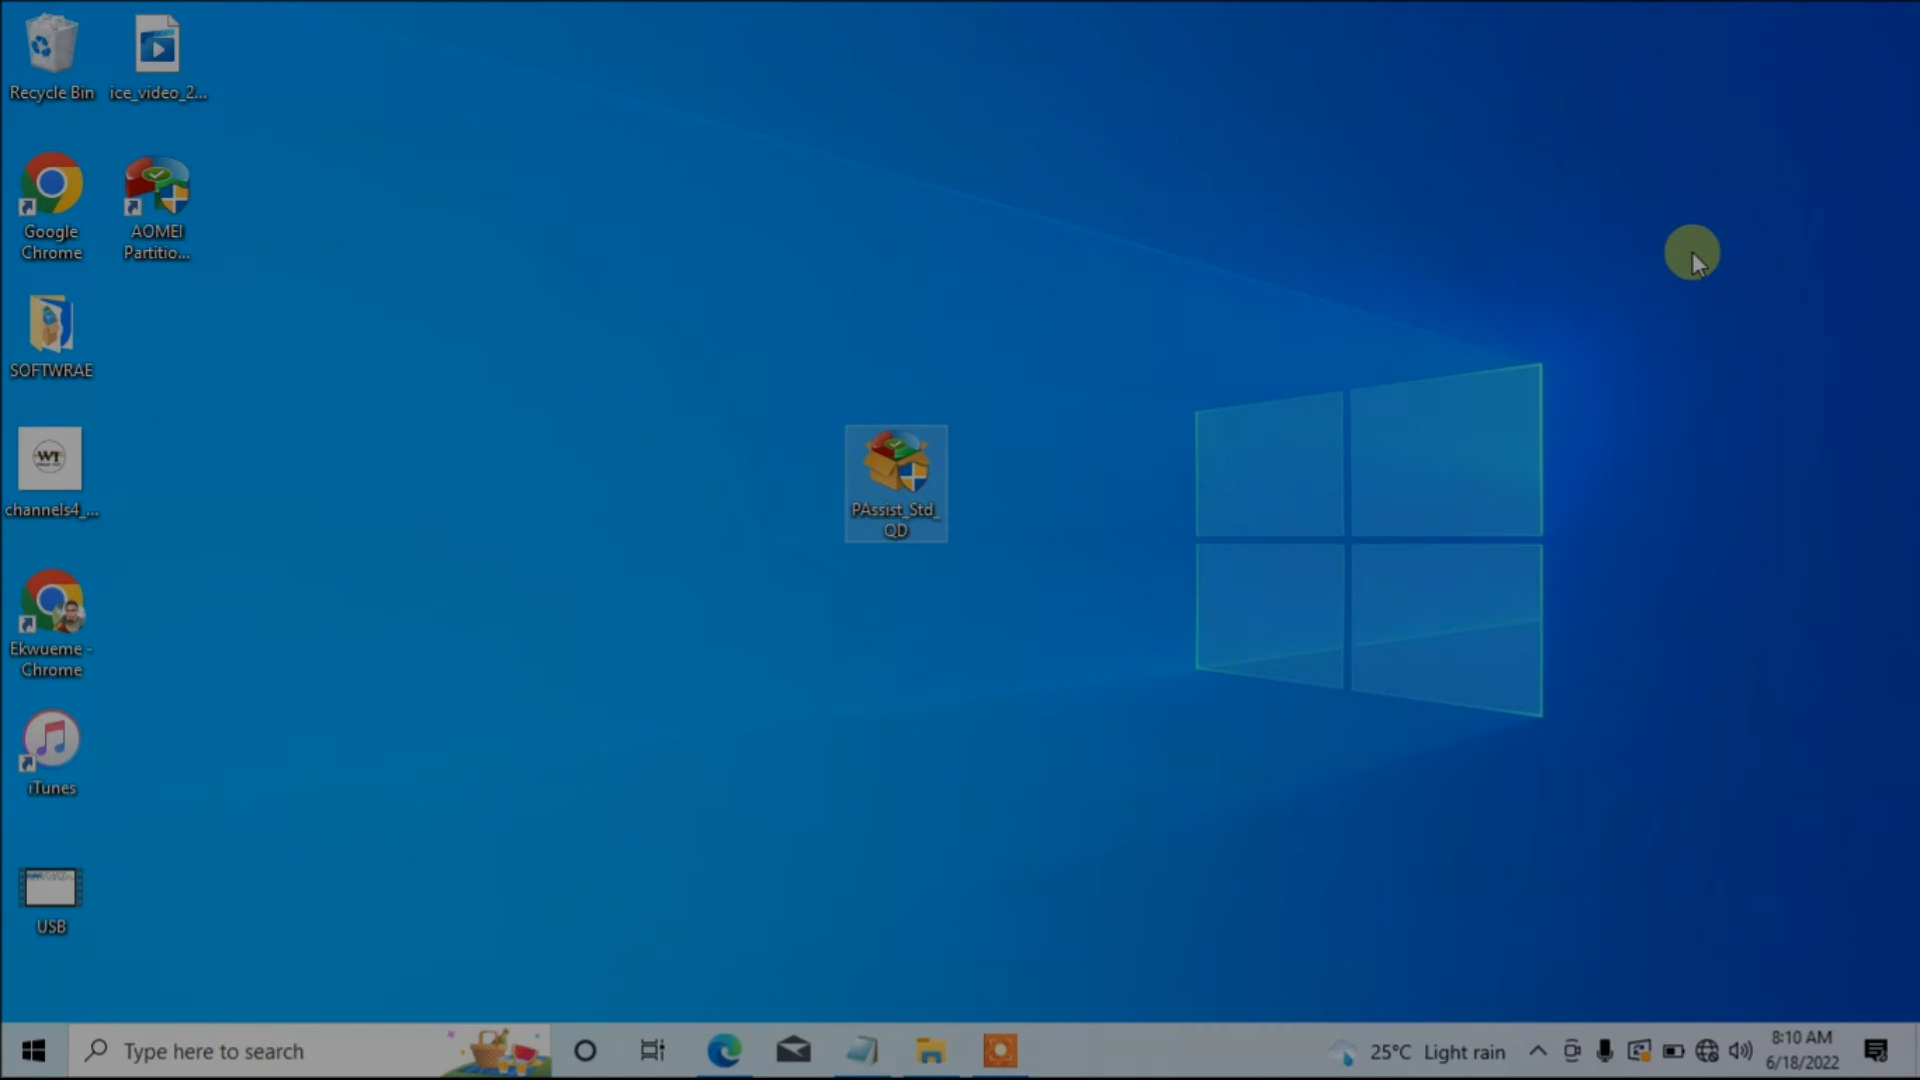 Recycle Bin
ice_video_2...
Google
Chrome
AOMEI
Partitio...
SOFTWRAE
WT
channels4_...
Ekwueme -
Chrome
iTunes
USB
PAssist_Std_
QD
Type here to search
25°C Light rain
8:10 AM
6/18/2022